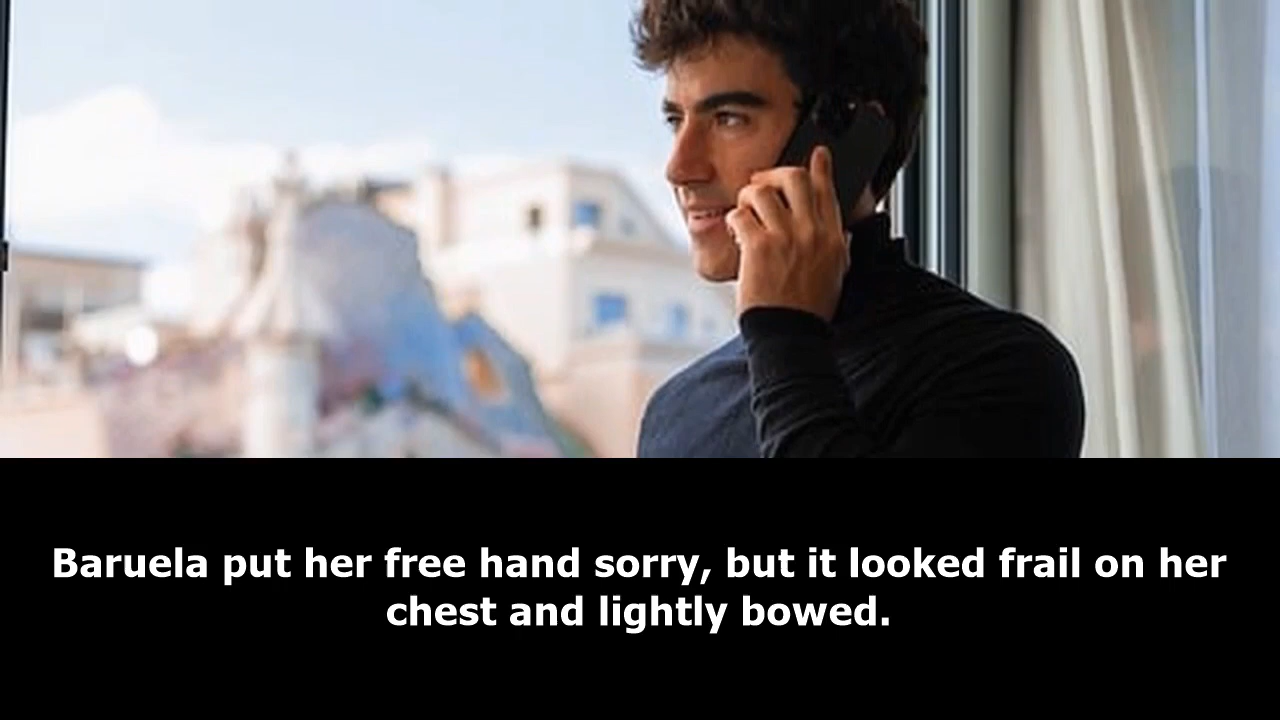 Baruela put her free hand sorry, but it looked frail on her
chest and lightly bowed.